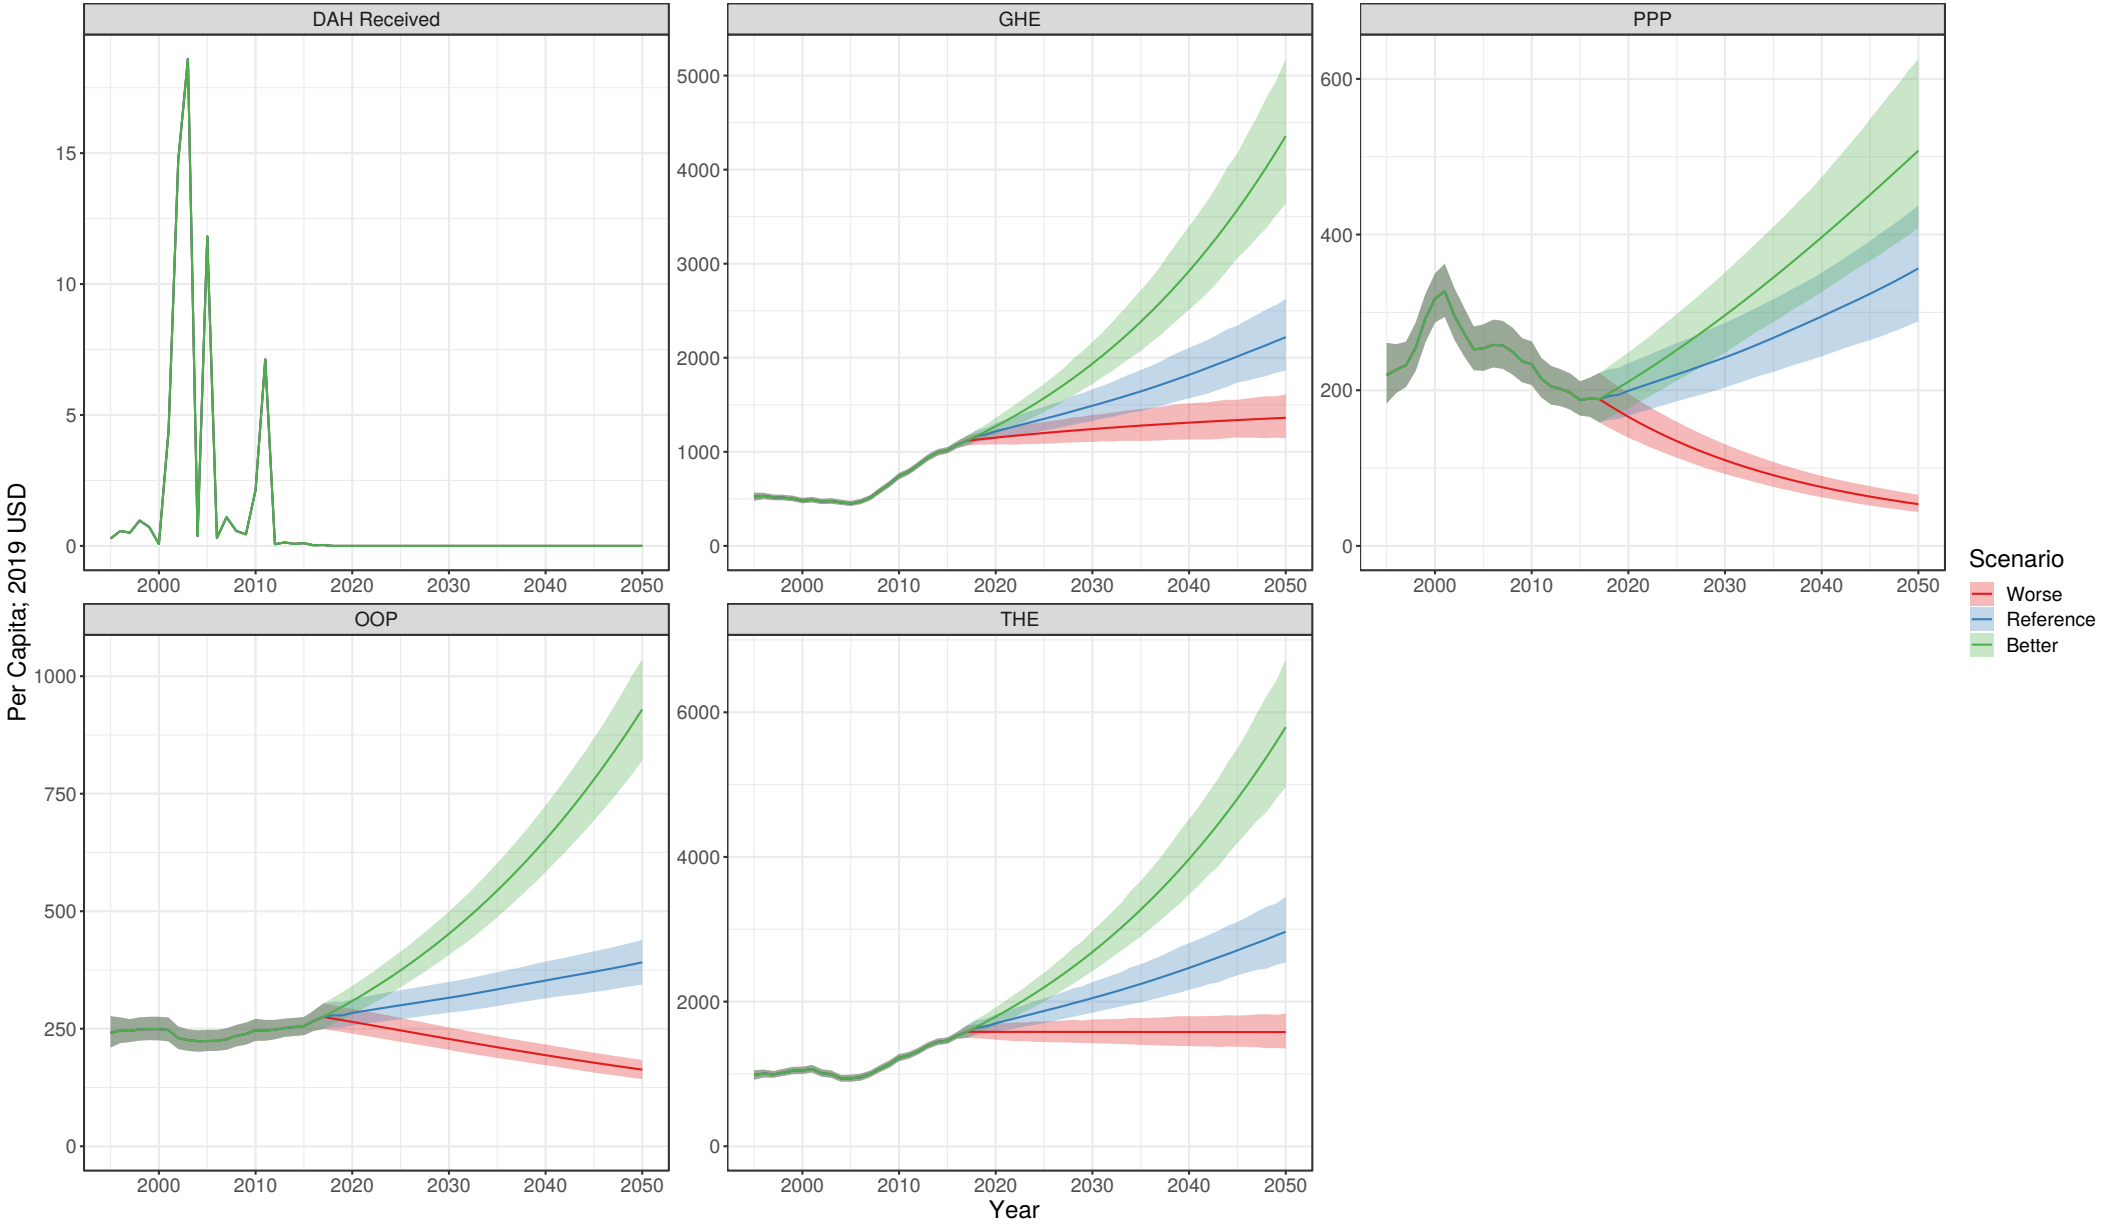 DAH Received
GHE
PPP
15
10
5
0
2000 2010 2020 2030 2040 2050
5000
4000
3000
2000
1000
0
2000 2010 2020 2030 2040 2050
600
400
200
0
2000 2010 2020 2030 2040 2050
OOP
THE
1000
750
500
250
0
2000 2010 2020 2030 2040 2050
6000
4000
2000
0
2000 2010 2020 2030 2040 2050
Per Capita; 2019 USD
Year
Scenario
Worse
Reference
Better